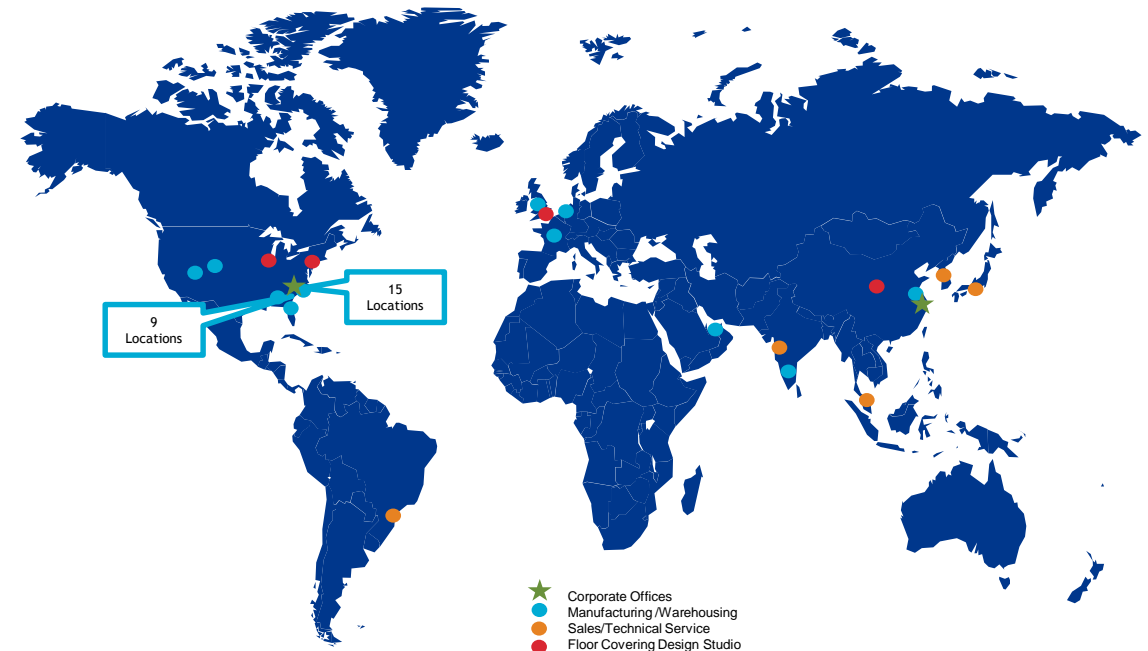 15
Locations
9
Locations
Corporate Offices
Manufacturing/Warehousing
Sales/Technical Service
Floor Covering Design Studio